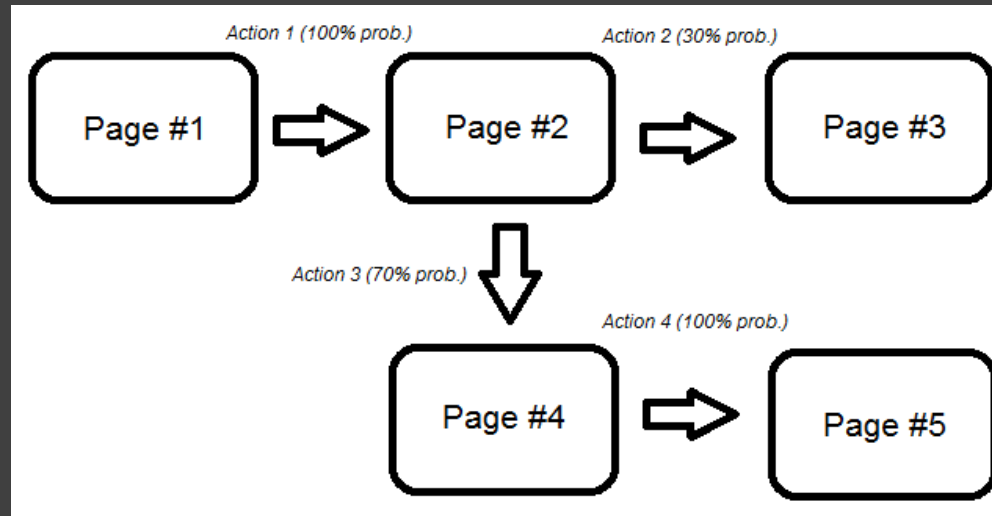 Action 1 (100% prob.)
Action 2 (30% prob.)
Page #1
Page #2
Page #3
Action 3 (70% prob.)
Action 4 (100% prob.)
Page #4
Page #5